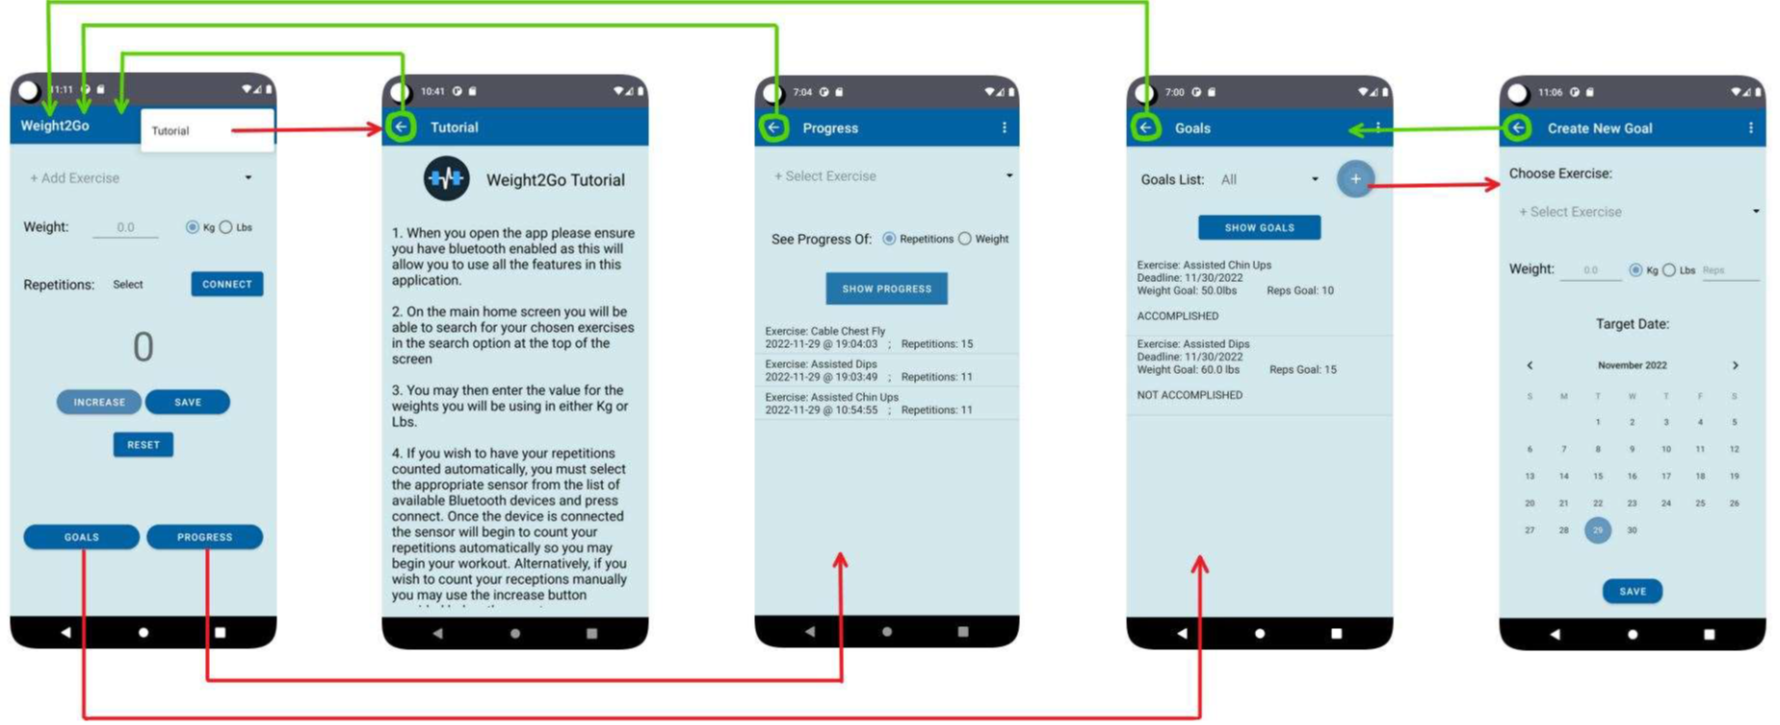 11:11
Weight2Go
Tutorial
+ Add Exercise
Weight: 0.0 Kg Lbs
Repetitions: Select CONNECT
0
INCREASE SAVE
RESET
GOALS PROGRESS
10:41
Tutorial
Weight2Go Tutorial
1. When you open the app please ensure
you have bluetooth enabled as this will
allow you to use all the features in this
application.
2. On the main home screen you will be
able to search for your chosen exercises
in the search option at the top of the
screen
3. You may then enter the value for the
weights you will be using in either Kg or
Lbs.
4. If you wish to have your repetitions
counted automatically, you must select
the appropriate sensor from the list of
available Bluetooth devices and press
connect. Once the device is connected
the sensor will begin to count your
repetitions automatically so you may
begin your workout. Alternatively, if you
wish to count your receptions manually
you may use the increase button
7:04
Progress
+ Select Exercise
See Progress Of: Repetitions Weight
SHOW PROGRESS
Exercise: Cable Chest Fly
2022-11-29 @ 19:04:03 ; Repetitions: 15
Exercise: Assisted Dips
2022-11-29 @ 19:03:49 ; Repetitions: 11
Exercise: Assisted Chin Ups
2022-11-29 @ 10:54:55 ; Repetitions: 11
7:00
Goals
Goals List: All +
SHOW GOALS
Exercise: Assisted Chin Ups
Deadline: 11/30/2022
Weight Goal: 50.0lbs Reps Goal: 10
ACCOMPLISHED
Exercise: Assisted Dips
Deadline: 11/30/2022
Weight Goal: 60.0 lbs Reps Goal: 15
NOT ACCOMPLISHED
11:06
Create New Goal
Choose Exercise:
+ Select Exercise
Weight: 0.0 Kg Lbs Reps
Target Date:
< November 2022 >
S M T W T F S
1 2 3 4 5
6 7 8 9 10 11 12
13 14 15 16 17 18 19
20 21 22 23 24 25 26
27 28 29 30
SAVE